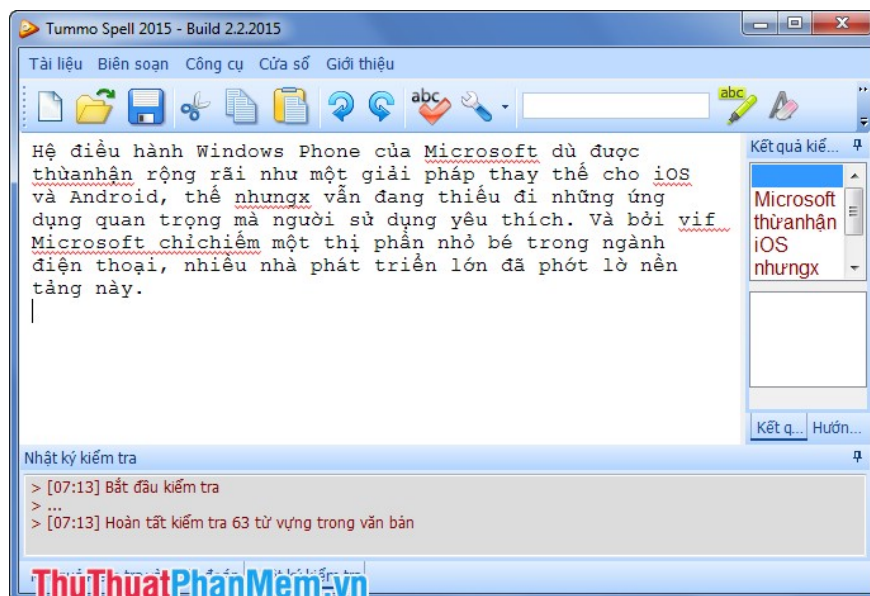 Tummo Spell 2015 - Build 2.2.2015
Tài liệu Biên soạn Công cụ Cửa sổ Giới thiệu
abc
abc
Hệ điều hành Windows Phone của Microsoft dù được
thừanhận rộng rãi như một giải pháp thay thế cho iOS
và Android, thế nhưngx vẫn đang thiếu đi những ứng
dụng quan trọng mà người sử dụng yêu thích. Và bởi vif
Microsoft chỉchiếm một thị phần nhỏ bé trong ngành
điện thoại, nhiều nhà phát triển lớn đã phớt lờ nền
tảng này.
Kết quả kiể...
Microsoft
thừanhận
iOS
nhưngx
Kết q... Hướn...
Nhật ký kiểm tra
> [07:13] Bắt đầu kiểm tra
> ...
> [07:13] Hoàn tất kiểm tra 63 từ vựng trong văn bản
ThuThuatPhanMem.vn